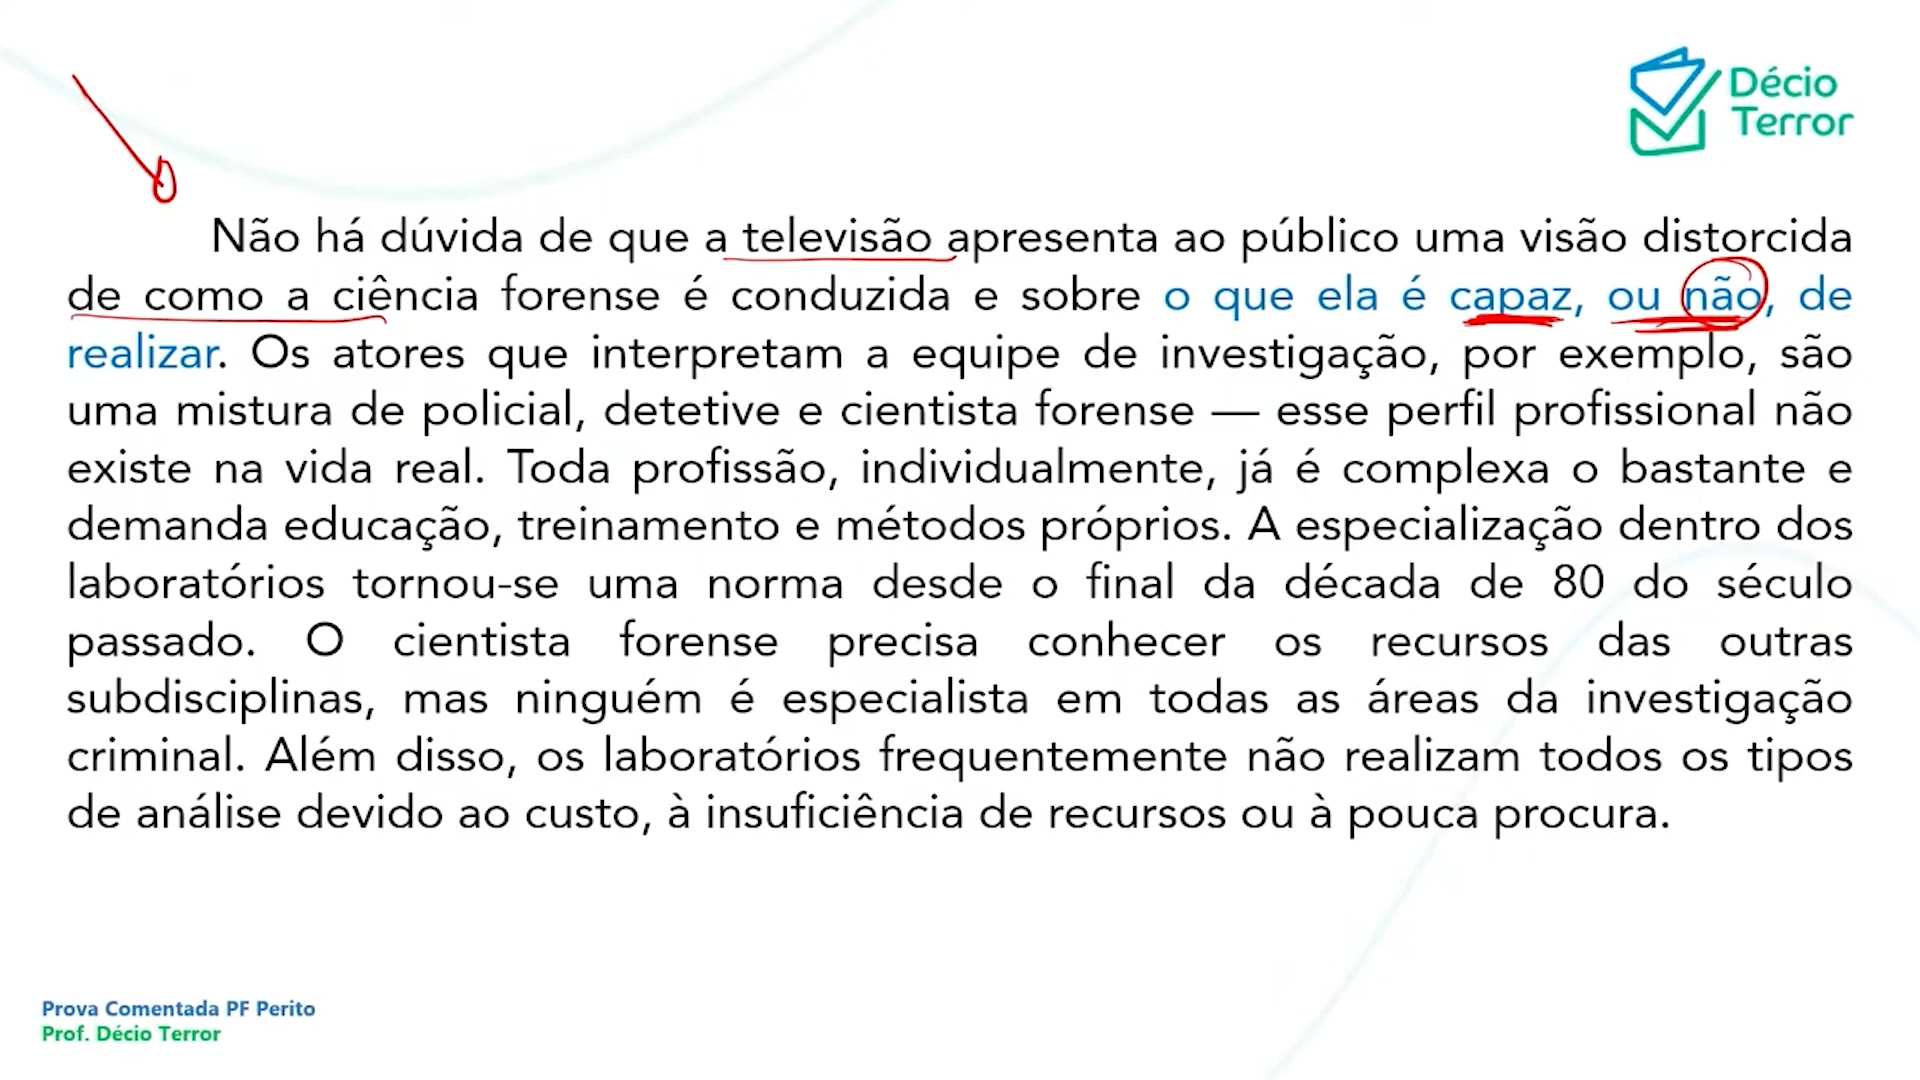 Décio
Terror
Não há dúvida de que a televisão apresenta ao público uma visão distorcida
de como a ciência forense é conduzida e sobre o que ela é capaz, ou não, de
realizar. Os atores que interpretam a equipe de investigação, por exemplo, são
uma mistura de policial, detetive e cientista forense — esse perfil profissional não
existe na vida real. Toda profissão, individualmente, já é complexa o bastante e
demanda educação, treinamento e métodos próprios. A especialização dentro dos
laboratórios tornou-se uma norma desde o final da década de 80 do século
passado. O cientista forense precisa conhecer os recursos das outras
subdisciplinas, mas ninguém é especialista em todas as áreas da investigação
criminal. Além disso, os laboratórios frequentemente não realizam todos os tipos
de análise devido ao custo, à insuficiência de recursos ou à pouca procura.
Prova Comentada PF Perito
Prof. Décio Terror